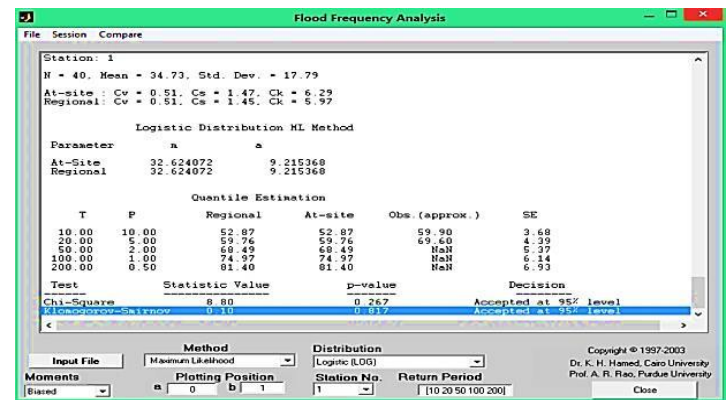 Flood Frequency Analysis
File Session Compare
Station: 1
N = 40, Mean = 34.73, Std. Dev. = 17.79
At-site : Cv = 0.51, Cs = 1.47, Ck = 6.29
Regional: Cv = 0.51, Cs = 1.45, Ck = 5.97
Logistic Distribution ML Method
Parameter m a
At-Site 32.624072 9.215368
Regional 32.624072 9.215368
Quantile Estimation
T P Regional At-site Obs.(approx.) SE
10.00 10.00 52.87 52.87 59.90 3.68
20.00 5.00 59.76 59.76 69.60 4.39
50.00 2.00 68.49 68.49 NaN 5.37
100.00 1.00 74.97 74.97 NaN 6.14
200.00 0.50 81.40 81.40 NaN 6.93
Test Statistic Value p-value Decision
Chi-Square 8.80 0.267 Accepted at 95% level
Klomogorov-Smirnov 0.10 0.817 Accepted at 95% level
Method Distribution Copyright © 1997-2003
Input File Maximum Likelihood Logistic (LOG) Dr. K. H. Hamed, Cairo University
Moments Plotting Position Station No. Return Period Prof. A. R. Rao, Purdue University
Biased a 0 b 1 1 [10 20 50 100 200] Close